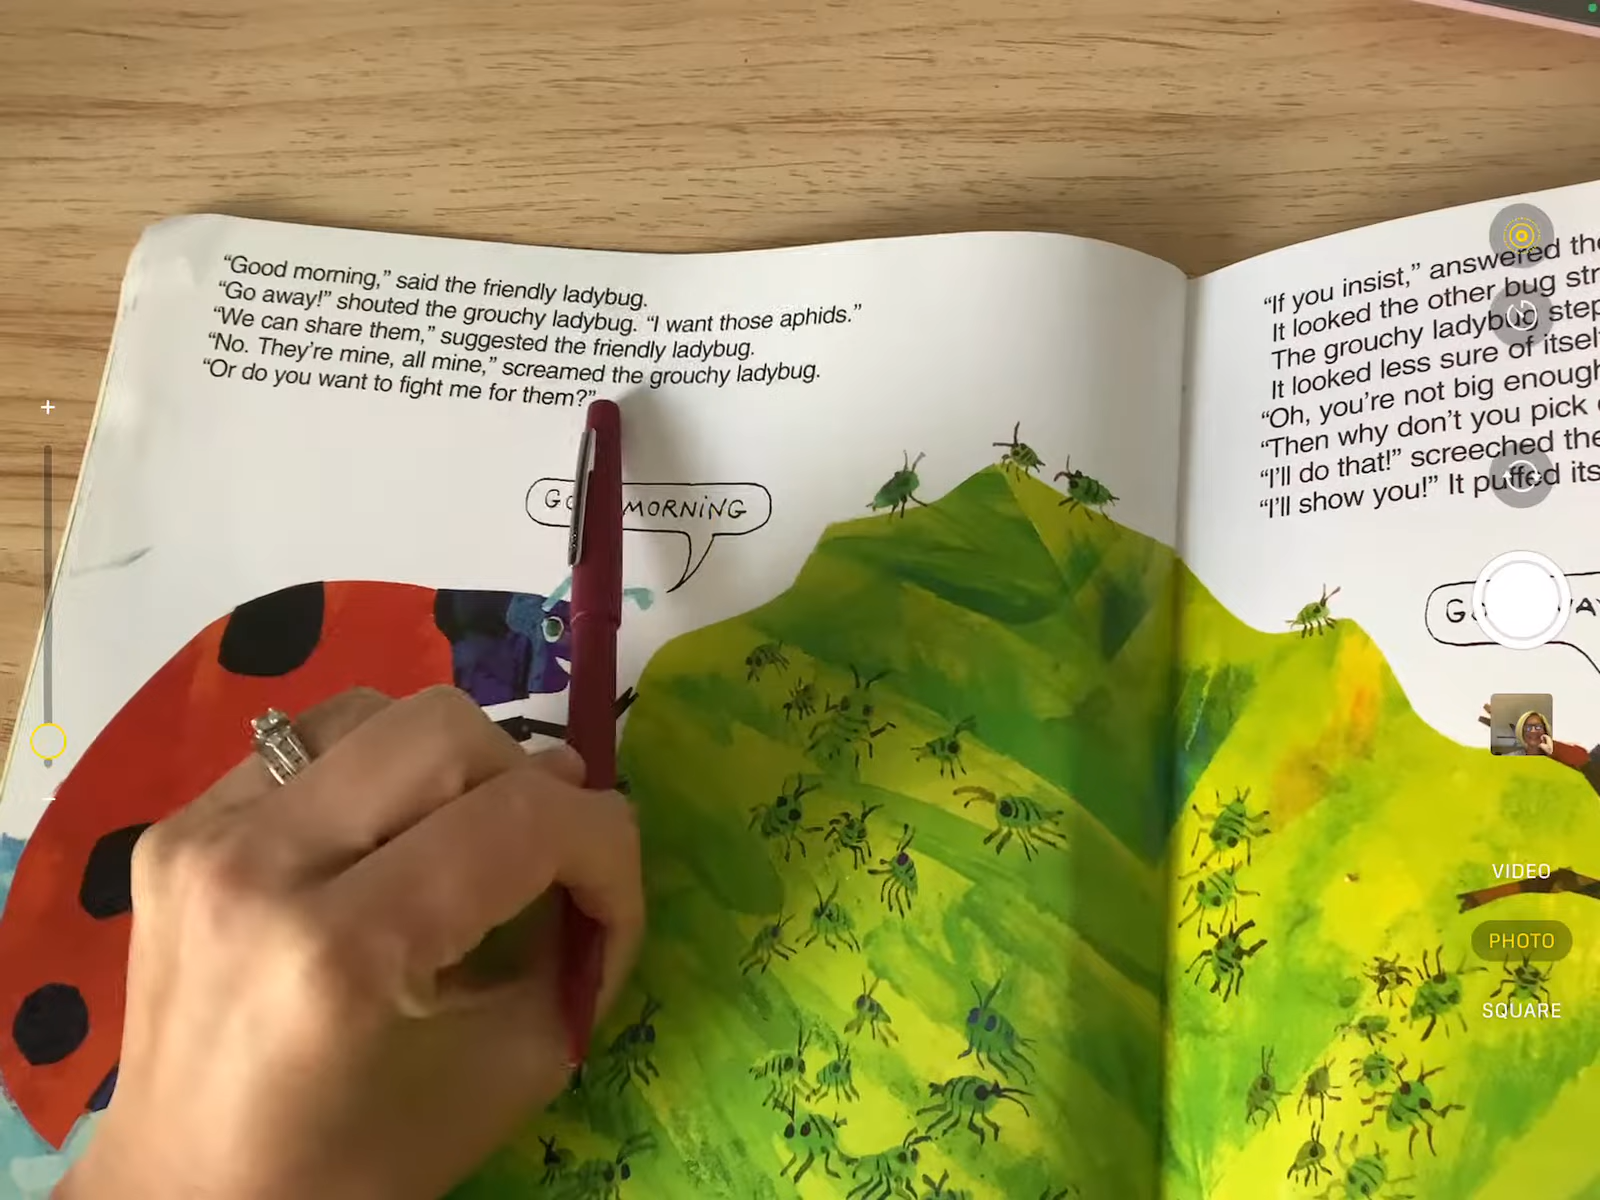 “Good morning,” said the friendly ladybug.
“Go away!” shouted the grouchy ladybug. “I want those aphids.”
“We can share them,” suggested the friendly ladybug.
“No. They’re mine, all mine,” screamed the grouchy ladybug.
“Or do you want to fight me for them?”
MORNiNG
“If you insist,” answered
It looked the other bug
The grouchy ladybug
It looked less sure of
“Oh, you’re not big enough
“Then why don’t you pick
“I’ll do that!” screeched
“I’ll show you!” It puffed its
VIDEO
PHOTO
SQUARE